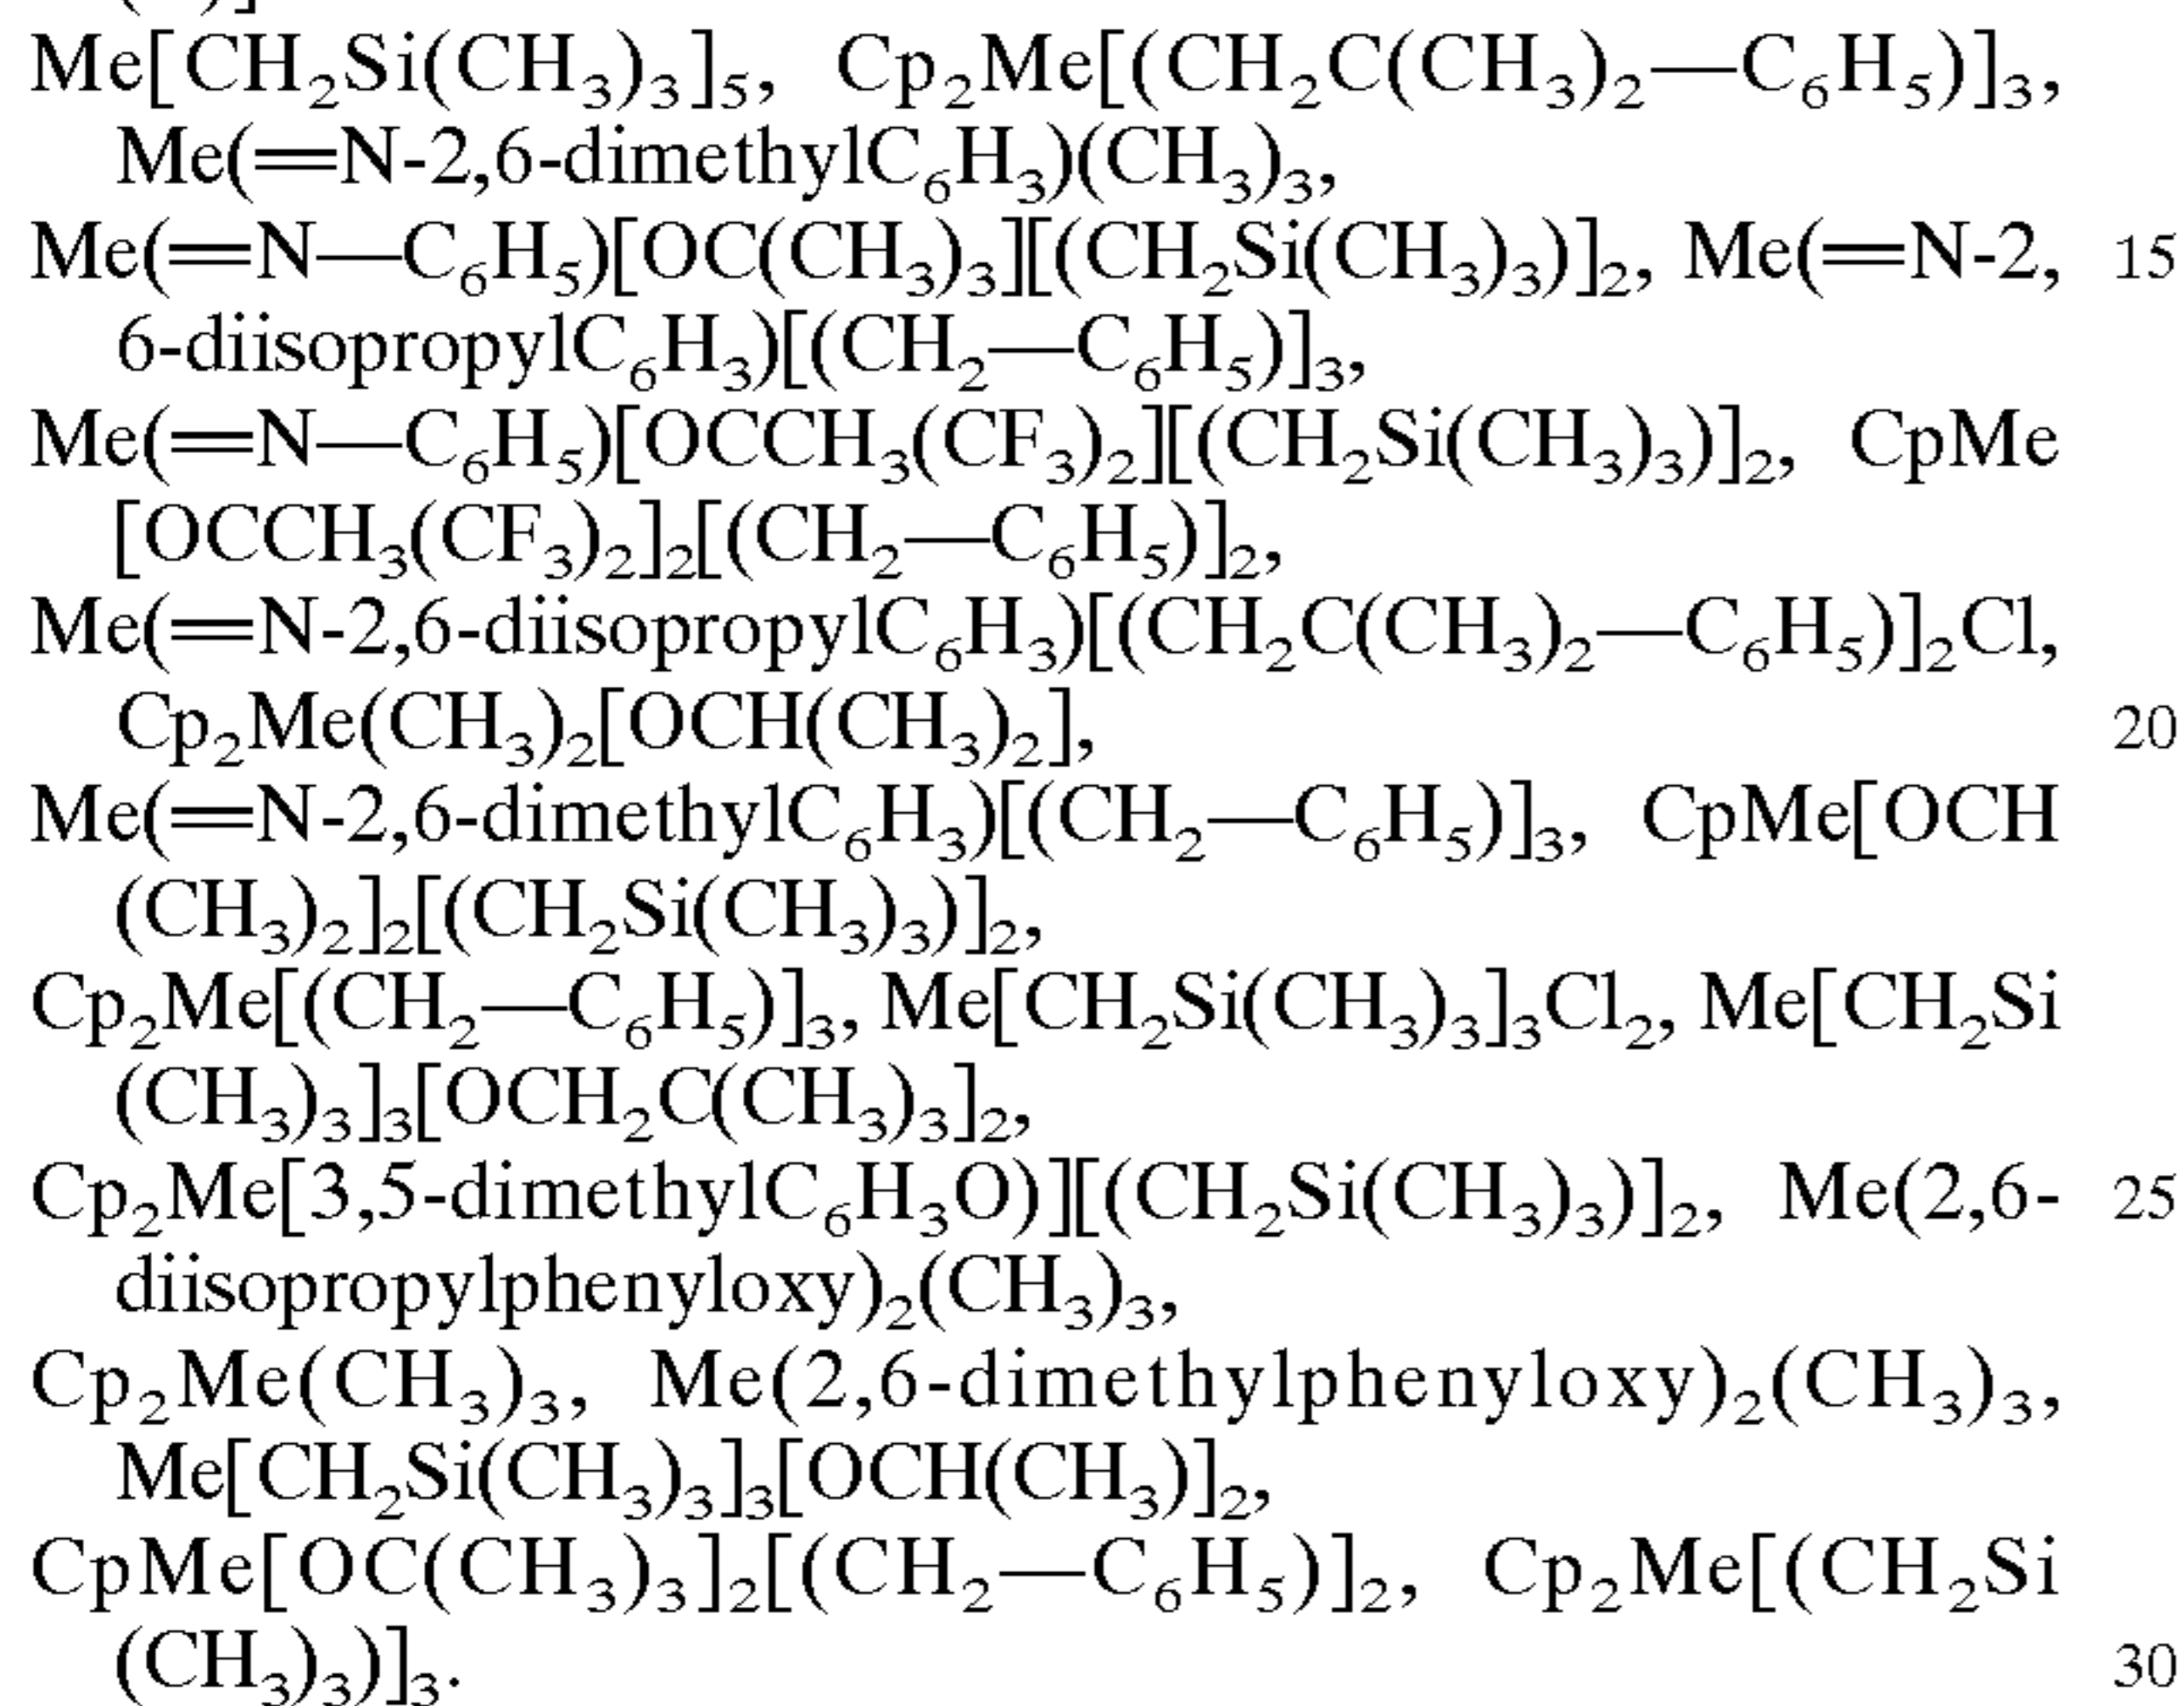 Me[CH₂Si(CH₃)₃]₅, Cp₂Me[(CH₂C(CH₃)₂—C₆H₅)]₃,
Me(═N-2,6-dimethylC₆H₃)(CH₃)₃,
Me(═N—C₆H₅)[OC(CH₃)₃][(CH₂Si(CH₃)₃)]₂, Me(═N-2, 15
6-diisopropylC₆H₃)[(CH₂—C₆H₅)]₃,
Me(═N—C₆H₅)[OCCH₃(CF₃)₂][(CH₂Si(CH₃)₃)]₂, CpMe
[OCCH₃(CF₃)₂]₂[(CH₂—C₆H₅)]₂,
Me(═N-2,6-diisopropylC₆H₃)[(CH₂C(CH₃)₂—C₆H₅)]₂Cl,
Cp₂Me(CH₃)₂[OCH(CH₃)₂], 20
Me(═N-2,6-dimethylC₆H₃)[(CH₂—C₆H₅)]₃, CpMe[OCH
(CH₃)₂]₂[(CH₂Si(CH₃)₃)]₂,
Cp₂Me[(CH₂—C₆H₅)]₃, Me[CH₂Si(CH₃)₃]₃Cl₂, Me[CH₂Si
(CH₃)₃]₃[OCH₂C(CH₃)₃]₂,
Cp₂Me[3,5-dimethylC₆H₃O)][(CH₂Si(CH₃)₃)]₂, Me(2,6- 25
diisopropylphenyloxy)₂(CH₃)₃,
Cp₂Me(CH₃)₃, Me(2,6-dimethylphenyloxy)₂(CH₃)₃,
Me[CH₂Si(CH₃)₃]₃[OCH(CH₃)]₂,
CpMe[OC(CH₃)₃]₂[(CH₂—C₆H₅)]₂, Cp₂Me[(CH₂Si
(CH₃)₃)]₃. 30